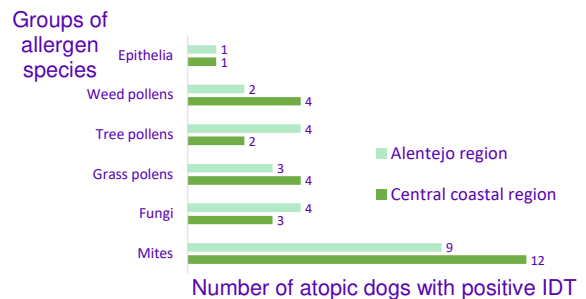 Groups of
allergen
species
Epithelia
1
1
Weed pollens
2
4
Tree pollens
4
2
Grass polens
3
4
Fungi
4
3
Mites
9
12
Alentejo region
Central coastal region
Number of atopic dogs with positive IDT